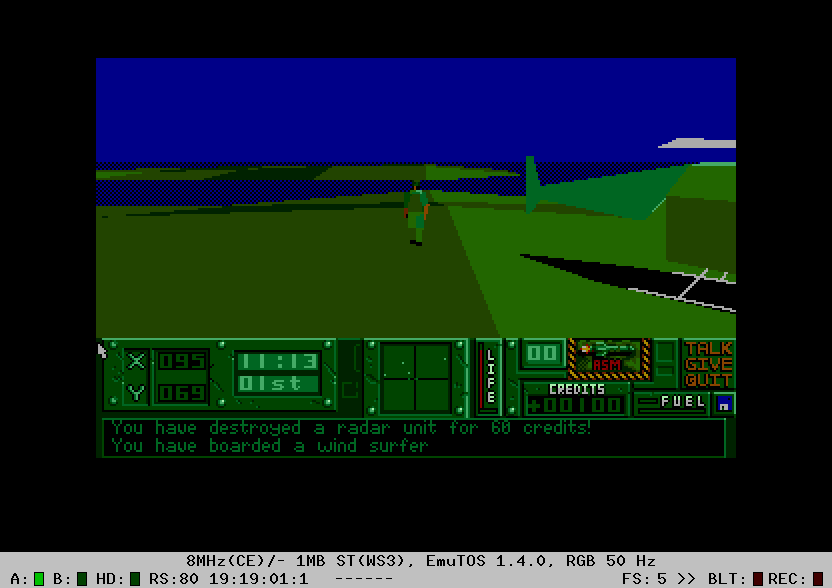 X 095
Y 069
11:13
01st
LIFE
00
ASM
CREDITS
+00100
TALK
GIVE
QUIT
FUEL
You have destroyed a radar unit for 60 credits!
You have boarded a wind surfer
8MHz(CE)/- 1MB ST(WS3), EmuTOS 1.4.0, RGB 50 Hz
A: B: HD: RS:80 19:19:01:1 ------ FS: 5 >> BLT: REC: